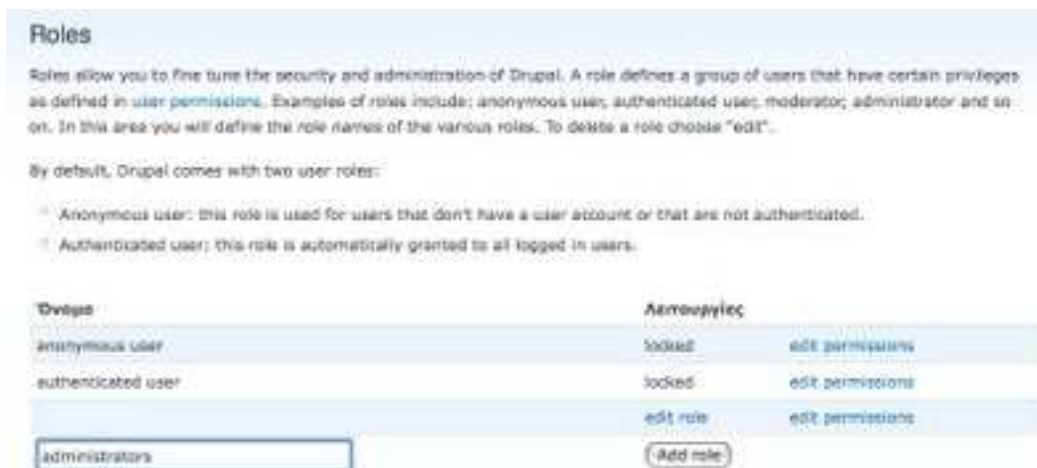 Roles
Roles allow you to fine tune the security and administration of Drupal. A role defines a group of users that have certain privileges
as defined in user permissions. Examples of roles include: anonymous user, authenticated user, moderator, administrator and so
on. In this area you will define the role names of the various roles. To delete a role choose "edit".
By default, Drupal comes with two user roles:
Anonymous user: this role is used for users that don't have a user account or that are not authenticated.
Authenticated user: this role is automatically granted to all logged in users.
Όνομα Λειτουργίες
anonymous user locked edit permissions
authenticated user locked edit permissions
edit role edit permissions
administrators Add role